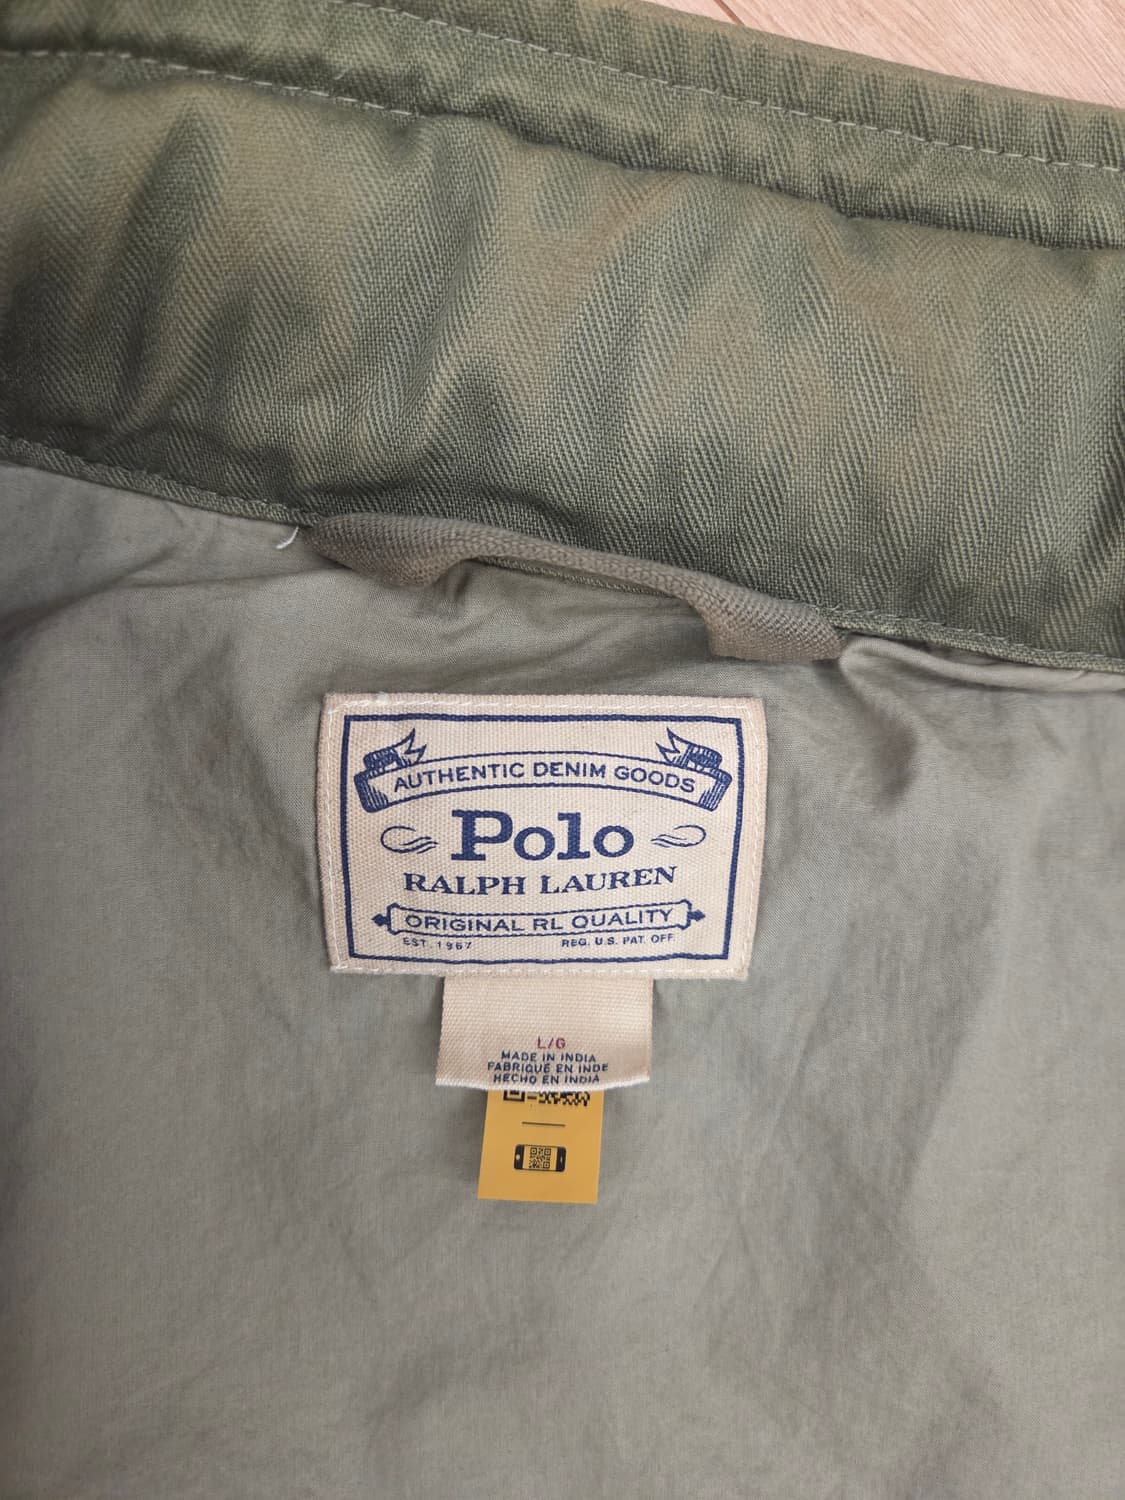 AUTHENTIC DENIM GOODS
Polo
RALPH LAUREN
ORIGINAL RL QUALITY
EST. 1967 REG. U.S. PAT. OFF.
L/G
MADE IN INDIA
FABRIQUÉ EN INDE
HECHO EN INDIA